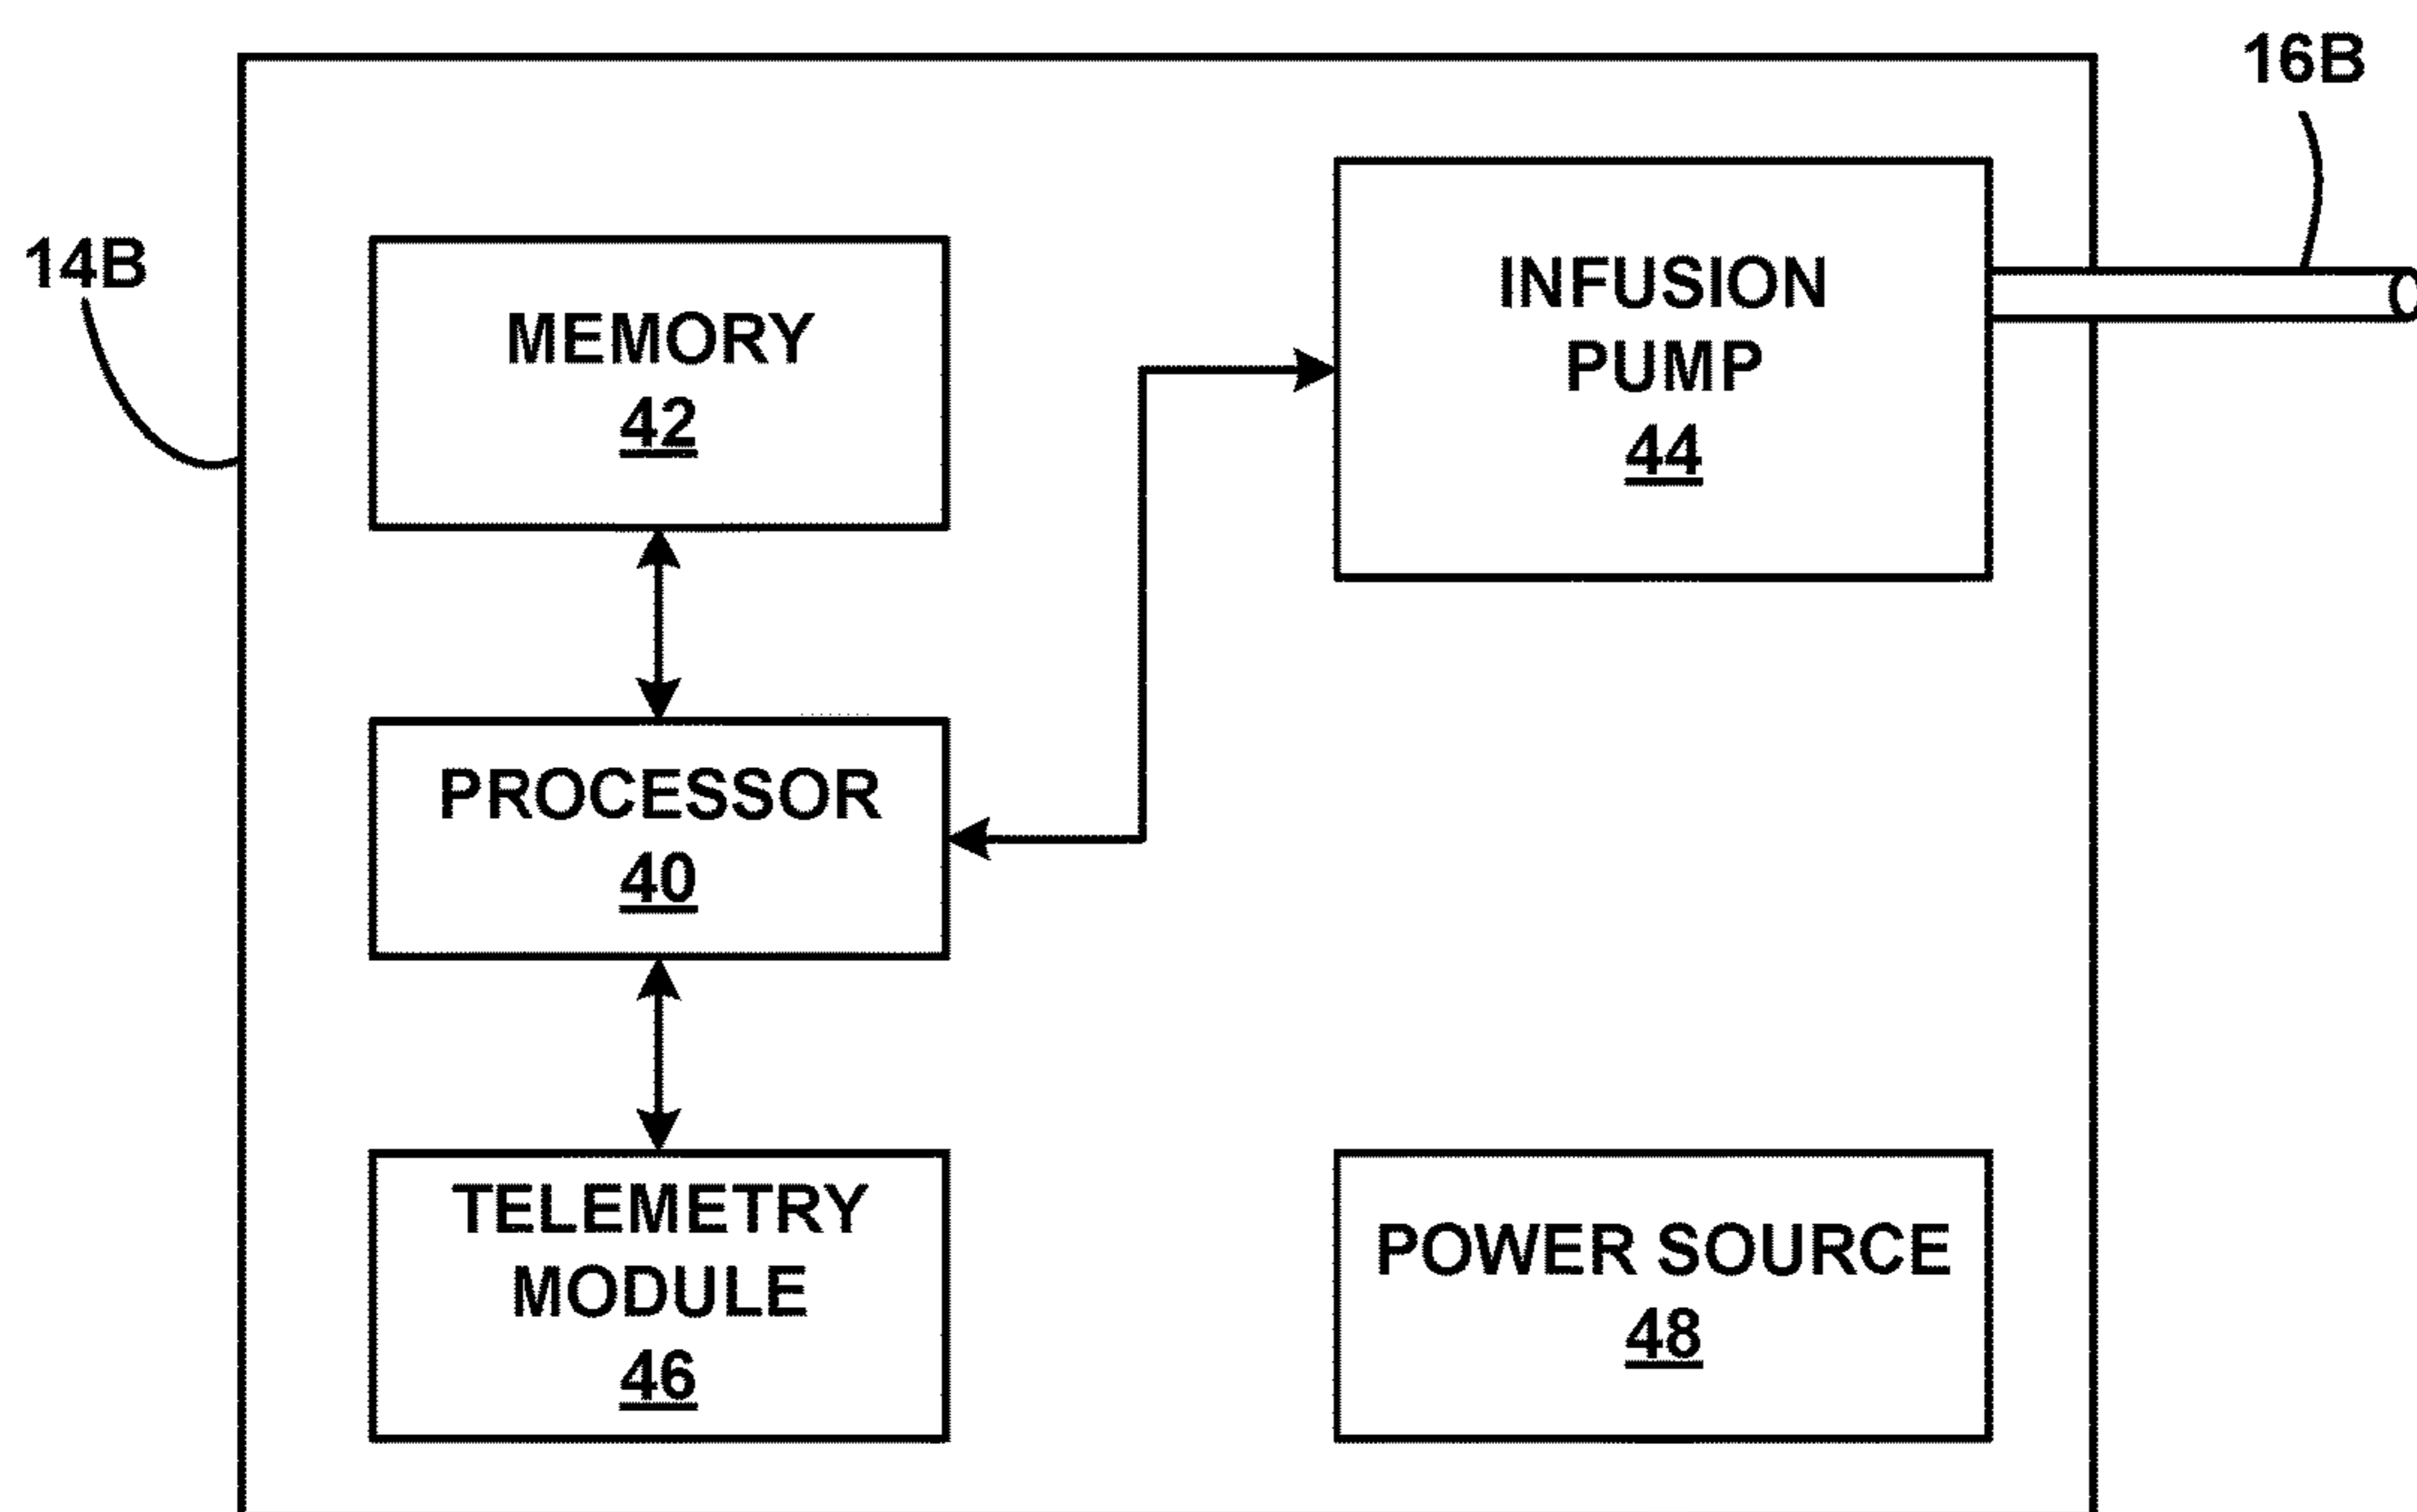 16B
14B
MEMORY
42
INFUSION
PUMP
44
PROCESSOR
40
TELEMETRY
MODULE
46
POWER SOURCE
48